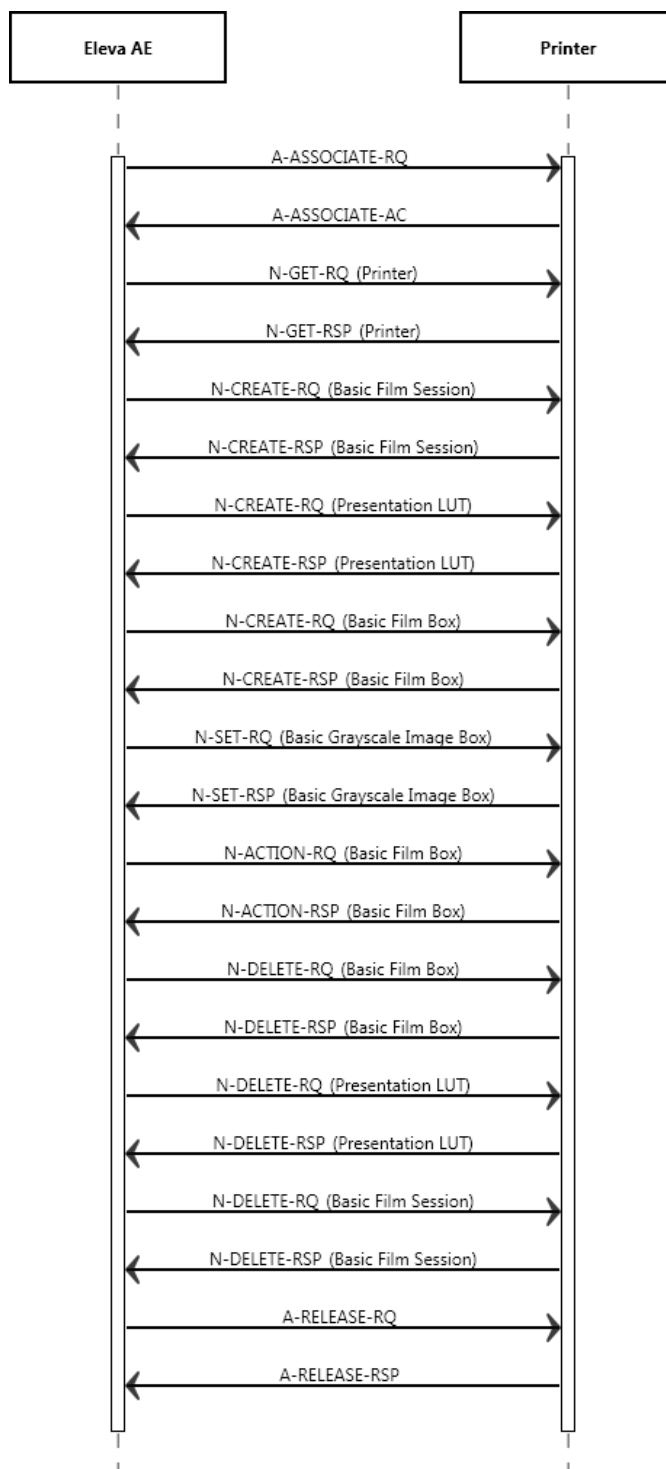 Eleva AE
Printer
A-ASSOCIATE-RQ
A-ASSOCIATE-AC
N-GET-RQ (Printer)
N-GET-RSP (Printer)
N-CREATE-RQ (Basic Film Session)
N-CREATE-RSP (Basic Film Session)
N-CREATE-RQ (Presentation LUT)
N-CREATE-RSP (Presentation LUT)
N-CREATE-RQ (Basic Film Box)
N-CREATE-RSP (Basic Film Box)
N-SET-RQ (Basic Grayscale Image Box)
N-SET-RSP (Basic Grayscale Image Box)
N-ACTION-RQ (Basic Film Box)
N-ACTION-RSP (Basic Film Box)
N-DELETE-RQ (Basic Film Box)
N-DELETE-RSP (Basic Film Box)
N-DELETE-RQ (Presentation LUT)
N-DELETE-RSP (Presentation LUT)
N-DELETE-RQ (Basic Film Session)
N-DELETE-RSP (Basic Film Session)
A-RELEASE-RQ
A-RELEASE-RSP